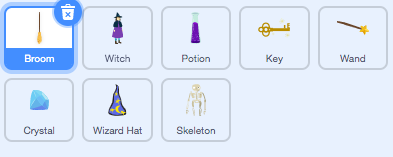 Broom Witch Potion Key Wand
Crystal Wizard Hat Skeleton